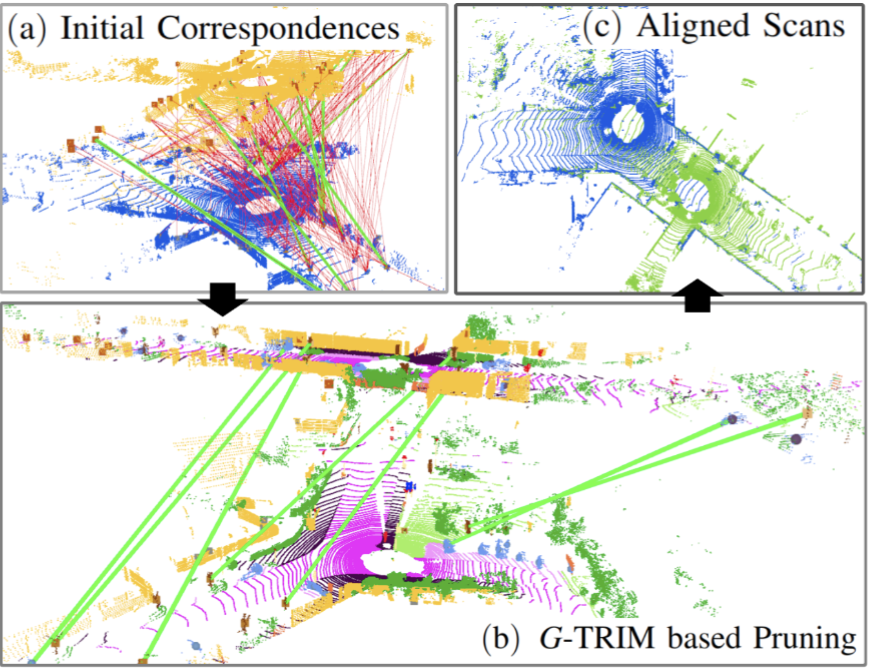 (a) Initial Correspondences
(c) Aligned Scans
(b) G-TRIM based Pruning